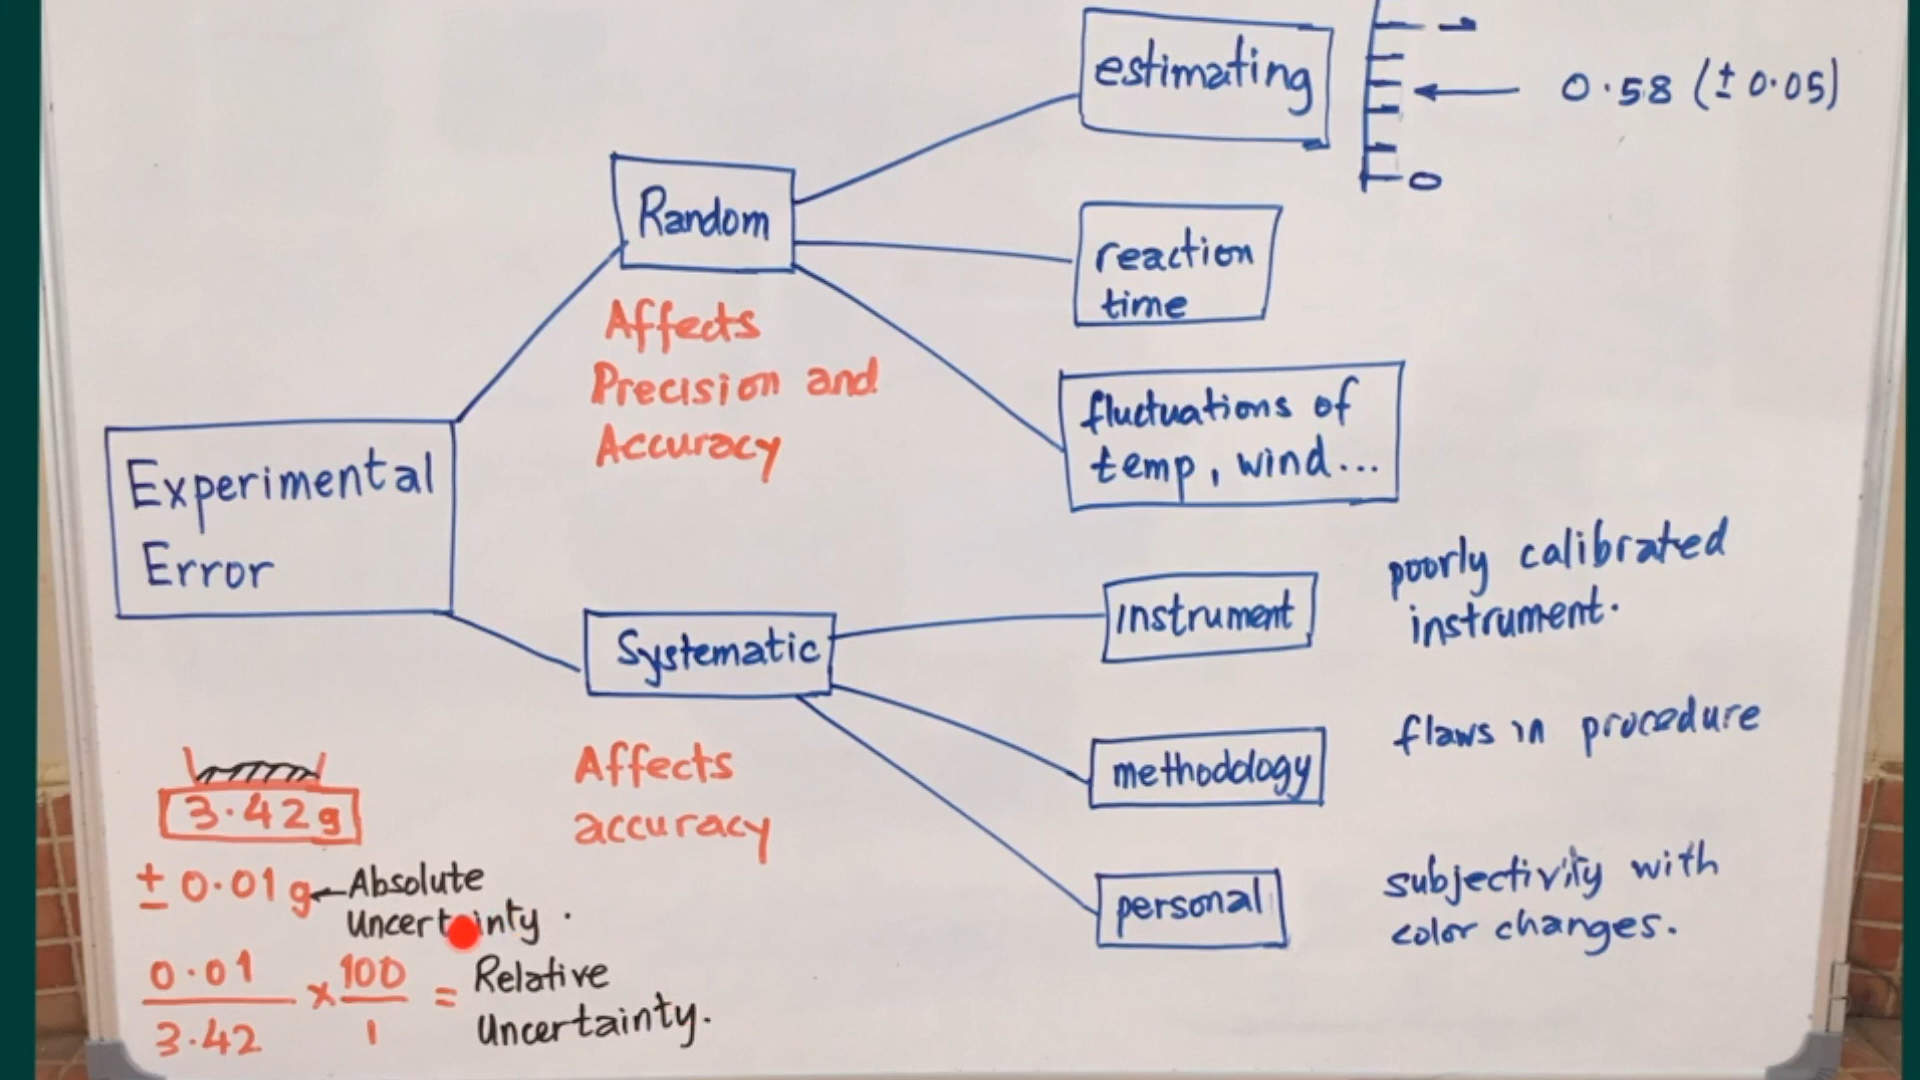 estimating
0.58 (± 0.05)
0
Random
reaction
time
Affects
Precision and
Accuracy
fluctuations of
temp, wind...
Experimental
Error
poorly calibrated
instrument.
instrument
Systematic
flaws in procedure
methodology
Affects
accuracy
3.42g
± 0.01g
Absolute
Uncertainty.
subjectivity with
color changes.
personal
0.01
3.42
× 100
1
= Relative
Uncertainty.